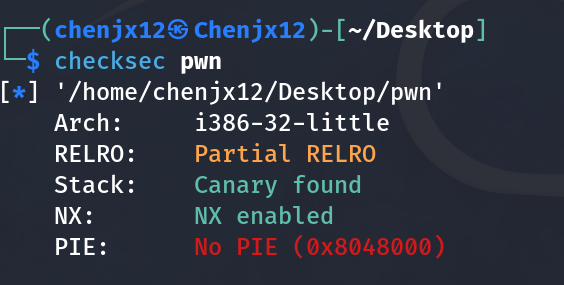 ┌──(chenjx12㉿Chenjx12)-[~/Desktop]
└─$ checksec pwn
[*] '/home/chenjx12/Desktop/pwn'
    Arch:     i386-32-little
    RELRO:    Partial RELRO
    Stack:    Canary found
    NX:       NX enabled
    PIE:      No PIE (0x8048000)